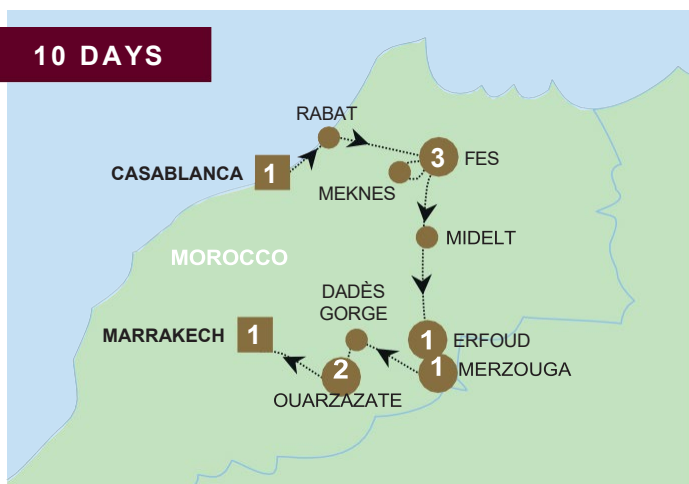 10 DAYS
RABAT
CASABLANCA
1
3
FES
MEKNES
MIDELT
MOROCCO
DADÈS
GORGE
MARRAKECH
1
1
ERFOUD
1
MERZOUGA
2
OUARZAZATE